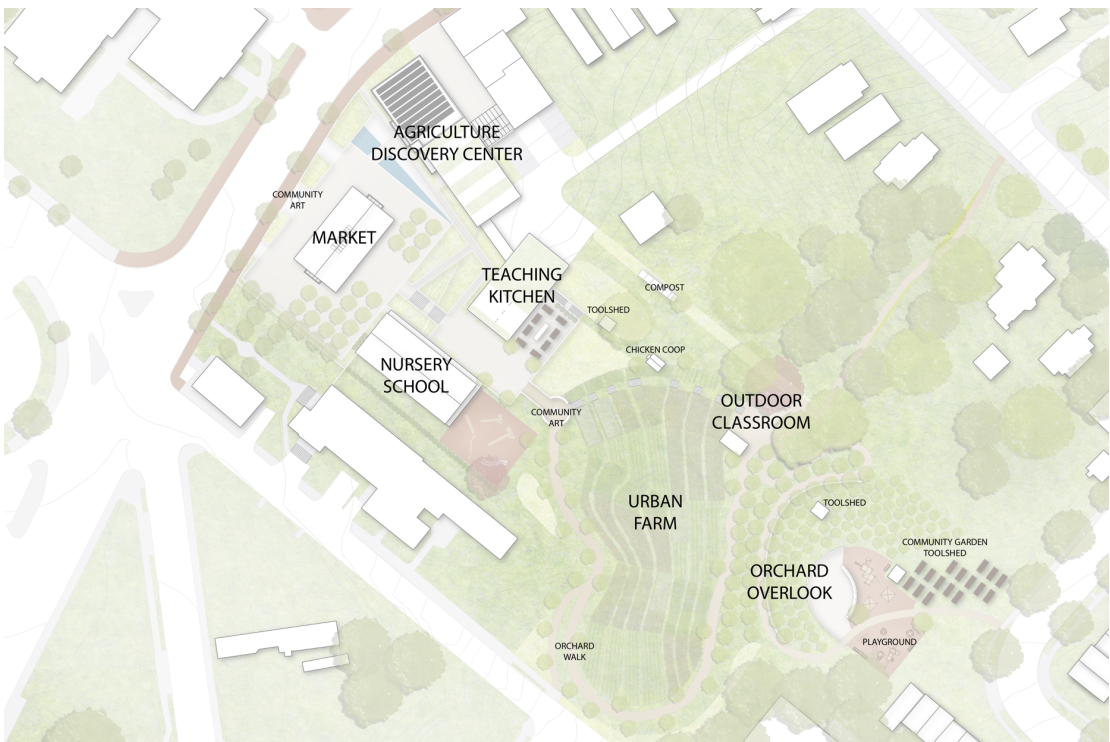 AGRICULTURE
DISCOVERY CENTER
COMMUNITY
ART
MARKET
TEACHING
KITCHEN
COMPOST
TOOLSHED
CHICKEN COOP
NURSERY
SCHOOL
COMMUNITY
ART
OUTDOOR
CLASSROOM
URBAN
FARM
TOOLSHED
COMMUNITY GARDEN
TOOLSHED
ORCHARD
OVERLOOK
PLAYGROUND
ORCHARD
WALK